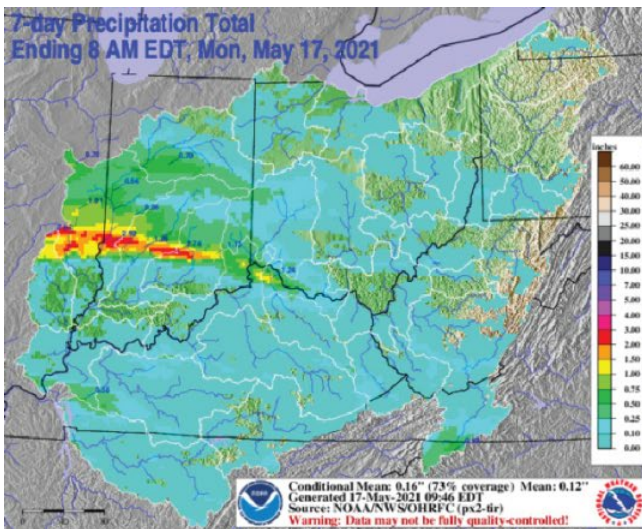 7-day Precipitation Total
Ending 8 AM EDT, Mon, May 17, 2021
inches
60.00
50.00
40.00
30.00
25.00
20.00
15.00
10.00
7.00
5.00
4.00
3.00
2.00
1.50
1.00
0.75
0.50
0.25
0.10
0.00
Conditional Mean: 0.16" (73% coverage) Mean: 0.12"
Generated 17-May-2021 09:46 EDT
Source: NOAA/NWS/OHRFC (px2-tir)
Warning: Data may not be fully quality-controlled!